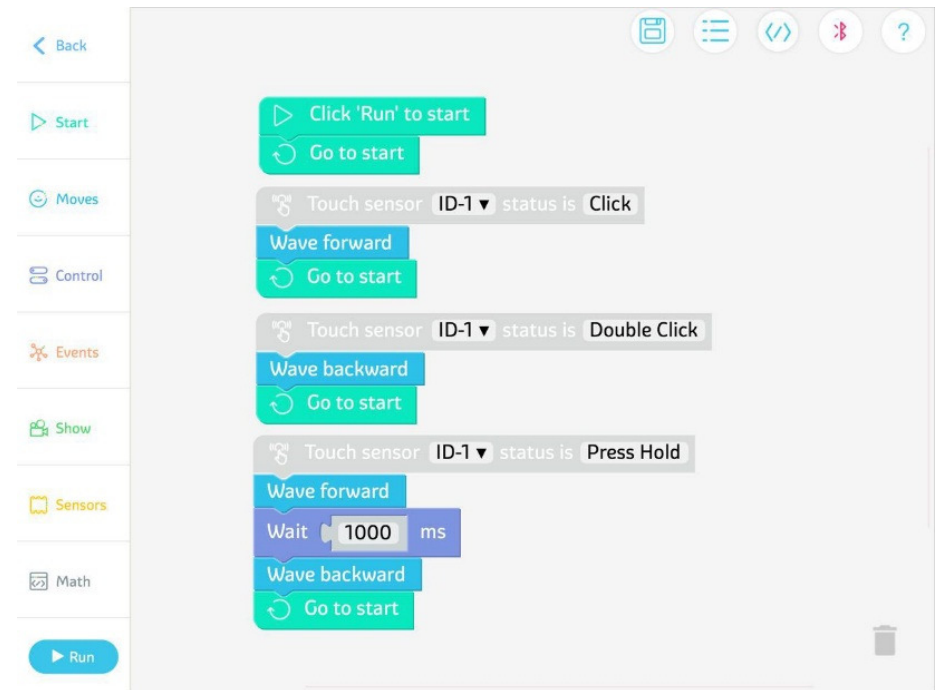 Back
Start
Moves
Control
Events
Show
Sensors
Math
Run
?
Click 'Run' to start
Go to start
Touch sensor ID-1 ▾ status is Click
Wave forward
Go to start
Touch sensor ID-1 ▾ status is Double Click
Wave backward
Go to start
Touch sensor ID-1 ▾ status is Press Hold
Wave forward
Wait 1000 ms
Wave backward
Go to start